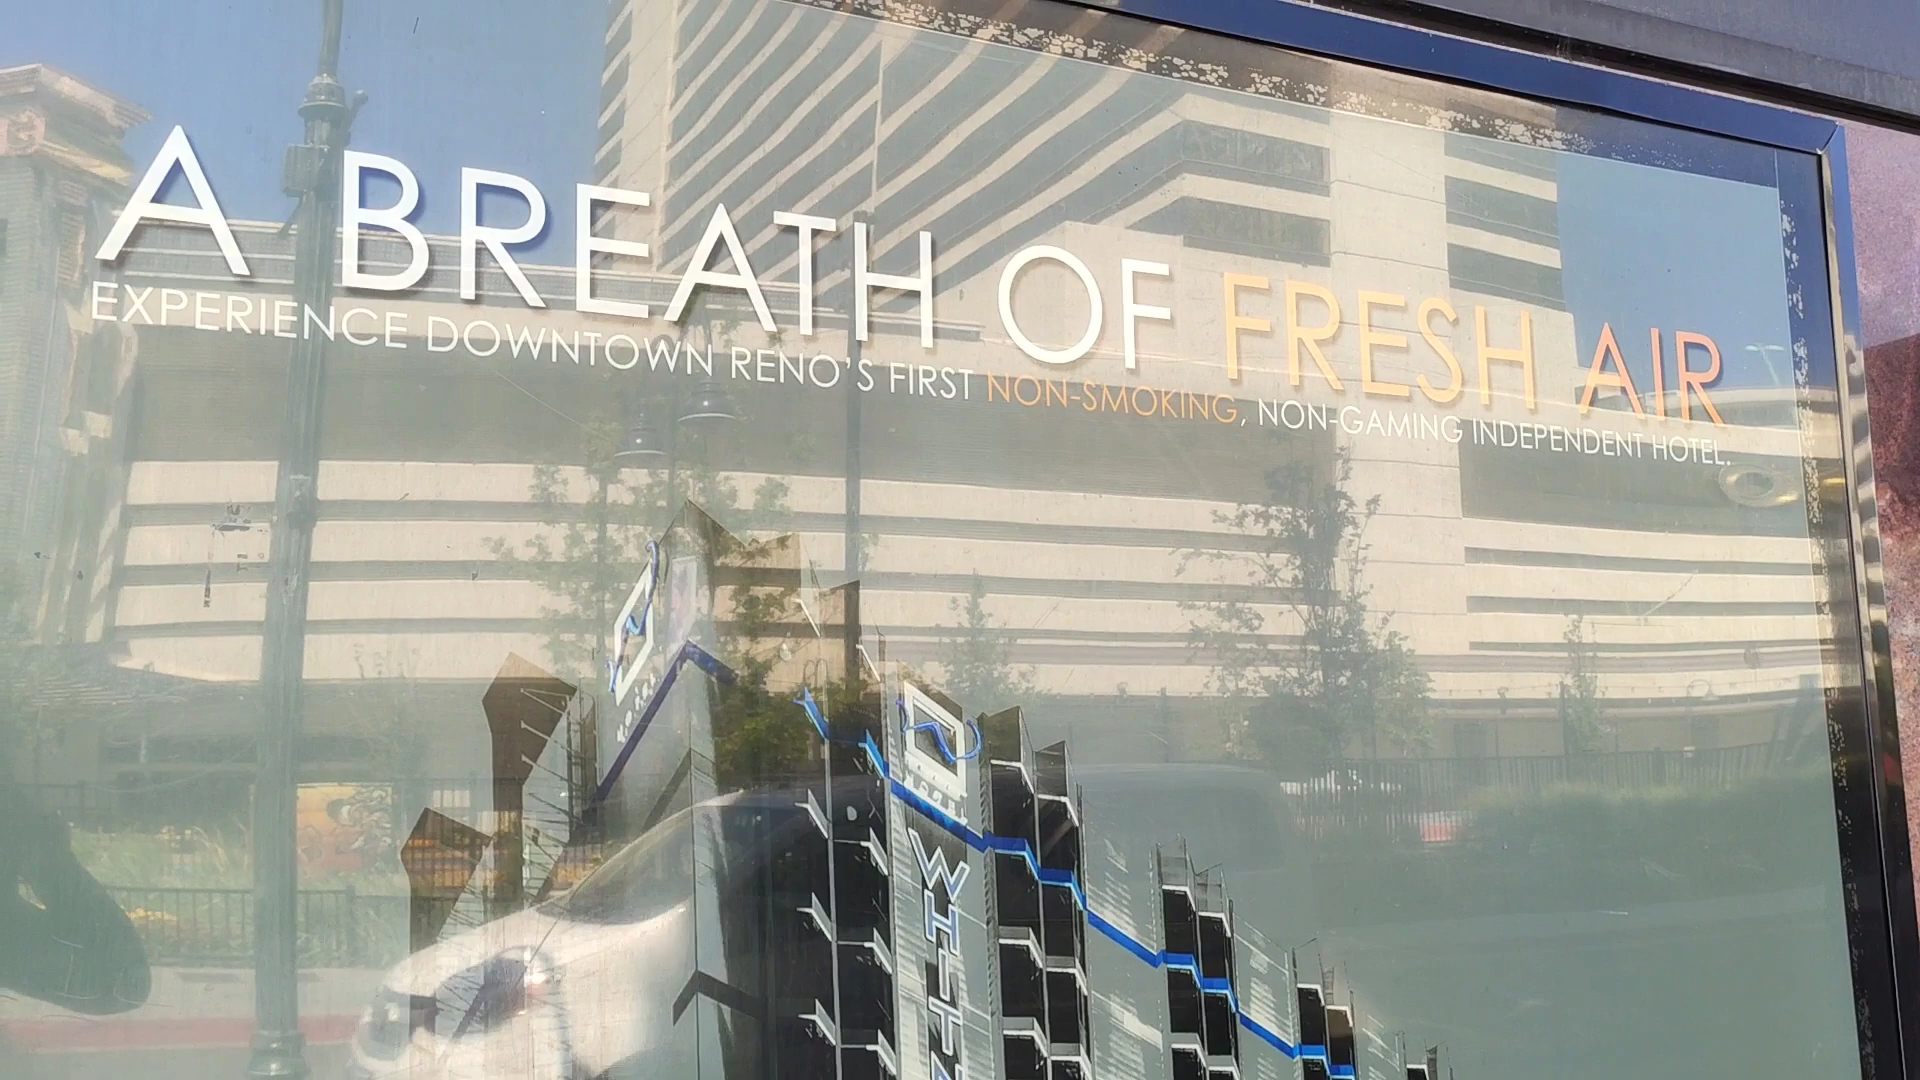 A BREATH OF FRESH AIR
EXPERIENCE DOWNTOWN RENO'S FIRST NON-SMOKING, NON-GAMING INDEPENDENT HOTEL.
WHITN